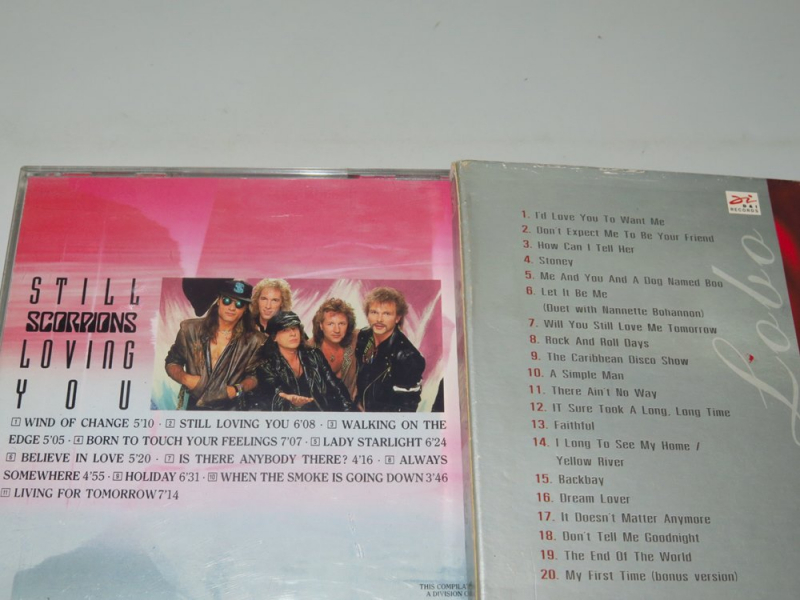 STILL
SCORPIONS
LOVING
YOU
1 WIND OF CHANGE 5'10 · 2 STILL LOVING YOU 6'08 · 3 WALKING ON THE
EDGE 5'05 · 4 BORN TO TOUCH YOUR FEELINGS 7'07 · 5 LADY STARLIGHT 6'24
6 BELIEVE IN LOVE 5'20 · 7 IS THERE ANYBODY THERE? 4'16 · 8 ALWAYS
SOMEWHERE 4'55 · 9 HOLIDAY 6'31 · 10 WHEN THE SMOKE IS GOING DOWN 3'46
11 LIVING FOR TOMORROW 7'14
THIS COMPILA
A DIVISION O
RECORDS
Lobo
1. I'd Love You To Want Me
2. Don't Expect Me To Be Your Friend
3. How Can I Tell Her
4. Stoney
5. Me And You And A Dog Named Boo
6. Let It Be Me
(Duet with Nannette Bohannon)
7. Will You Still Love Me Tomorrow
8. Rock And Roll Days
9. The Caribbean Disco Show
10. A Simple Man
11. There Ain't No Way
12. IT Sure Took A Long, Long Time
13. Faithful
14. I Long To See My Home /
Yellow River
15. Backbay
16. Dream Lover
17. It Doesn't Matter Anymore
18. Don't Tell Me Goodnight
19. The End Of The World
20. My First Time (bonus version)